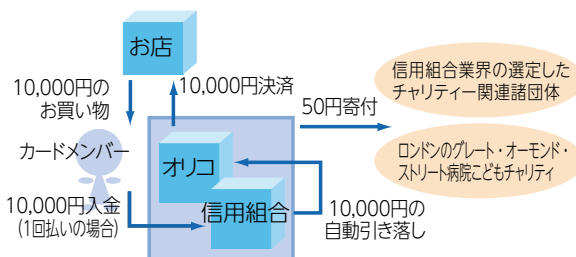 お店
10,000円の
お買い物
10,000円決済
50円寄付
信用組合業界の選定した
チャリティー関連諸団体
カードメンバー
オリコ
ロンドンのグレート・オーモンド・
ストリート病院こどもチャリティ
10,000円入金
(1回払いの場合)
信用組合
10,000円の
自動引き落し